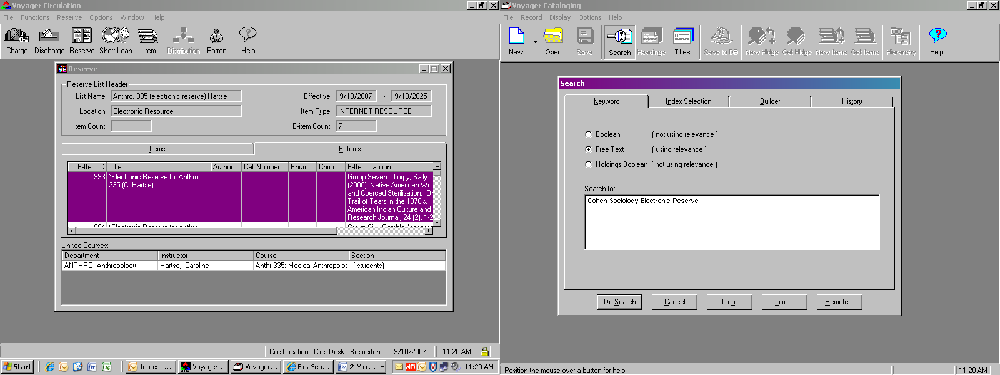 Voyager Circulation
File Functions Reserve Options Window Help
Charge Discharge Reserve Short Loan Item Distribution Patron Help
Reserve
Reserve List Header
List Name: Anthro. 335 (electronic reserve) Hartse Effective: 9/10/2007 - 9/10/2025
Location: Electronic Resource Item Type: INTERNET RESOURCE
Item Count: E-item Count: 7
Items E-Items
E-Item ID Title Author Call Number Enum Chron E-Item Caption
993 *Electronic Reserve for Anthro Group Seven: Torpy, Sally J.
335 (C. Hartse) (2000) Native American Wor
and Coerced Sterilization: Or
Trail of Tears in the 1970's.
American Indian Culture and
Research Journal, 24 (2), 1-2
994 *Electronic Reserve for Anthro
Linked Courses:
Department Instructor Course Section
ANTHRO: Anthropology Hartse, Caroline Anthr 335: Medical Anthropolog ( students)
Circ Location: Circ. Desk - Bremerton 9/10/2007 11:20 AM
Start Inbox - ... Voyager... Voyager... FirstSea... 2 Micr... ATI 11:20 AM
Voyager Cataloging
File Record Display Options Help
New Open Save Search Headings Titles Save to DB New Hldgs Get Hldgs New Items Get Items Hierarchy Help
Search
Keyword Index Selection Builder History
Boolean ( not using relevance )
Free Text ( using relevance )
Holdings Boolean ( not using relevance )
Search for:
Cohen Sociology Electronic Reserve
Do Search Cancel Clear Limit... Remote...
Position the mouse over a button for help. 11:20 AM